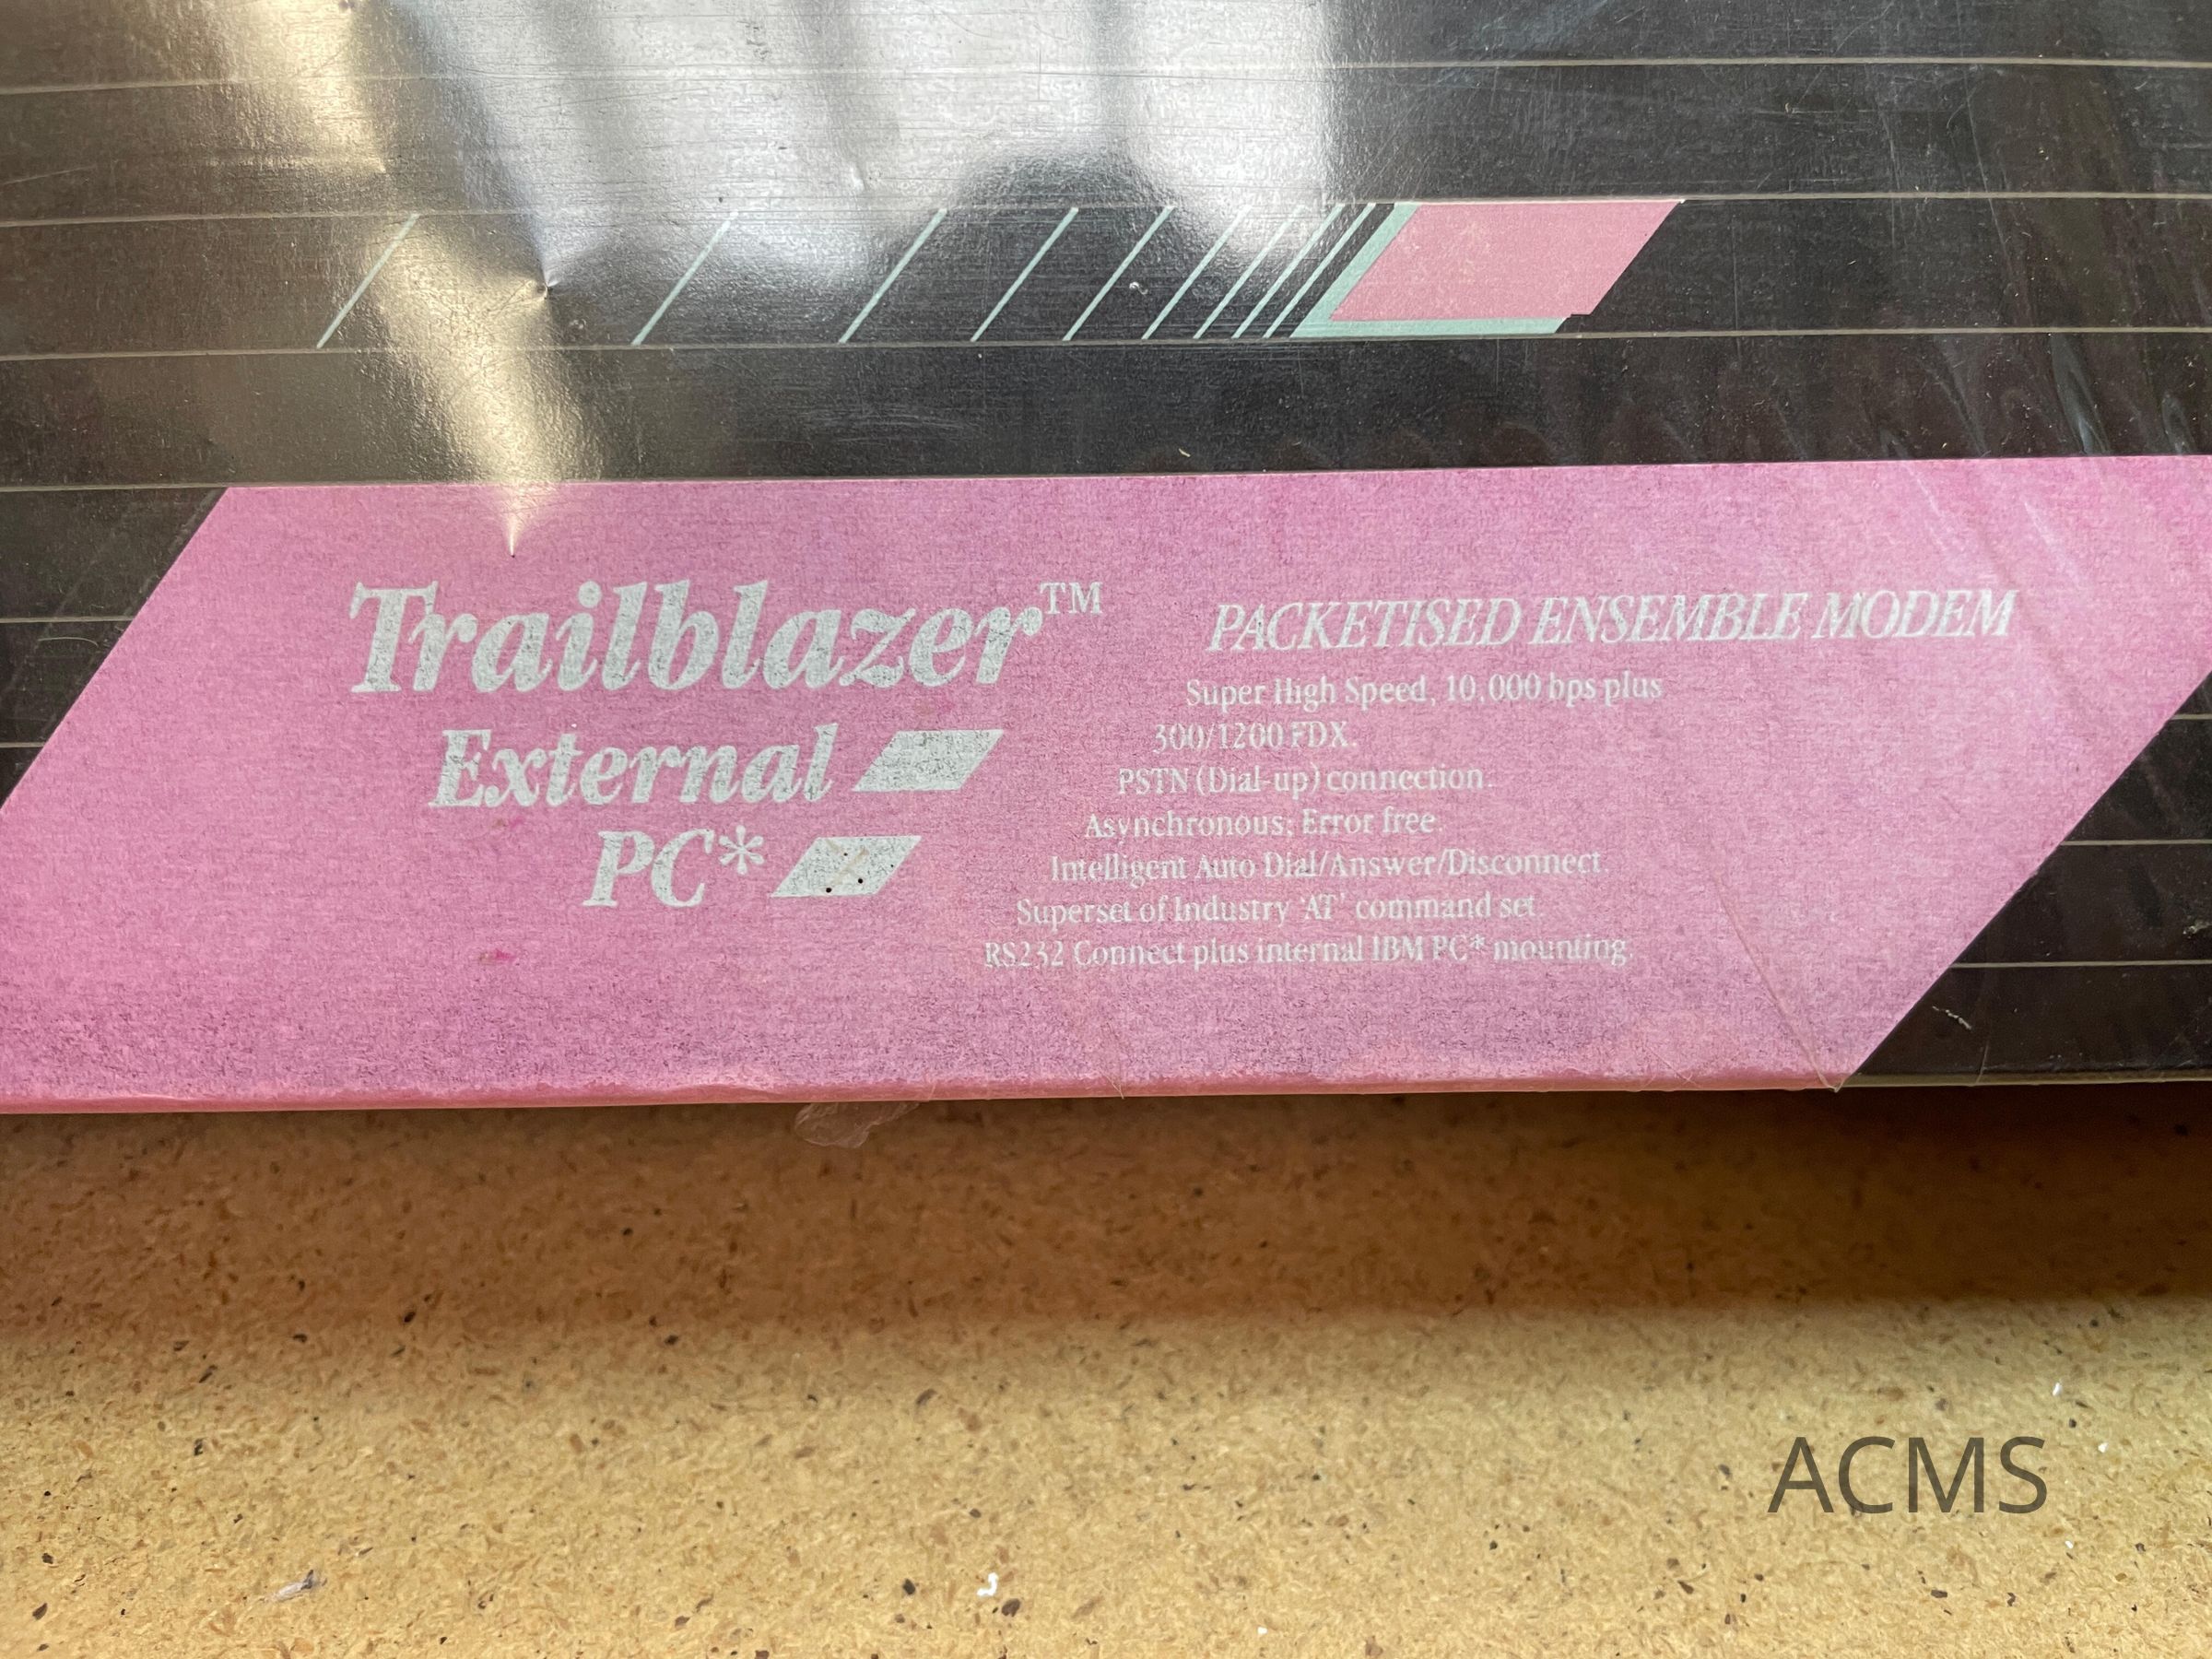 Trailblazer™
External
PC*
PACKETISED ENSEMBLE MODEM
Super High Speed, 10,000 bps plus
300/1200 FDX.
PSTN (Dial-up) connection.
Asynchronous; Error free.
Intelligent Auto Dial/Answer/Disconnect.
Superset of Industry 'AT' command set.
RS232 Connect plus internal IBM PC* mounting
ACMS